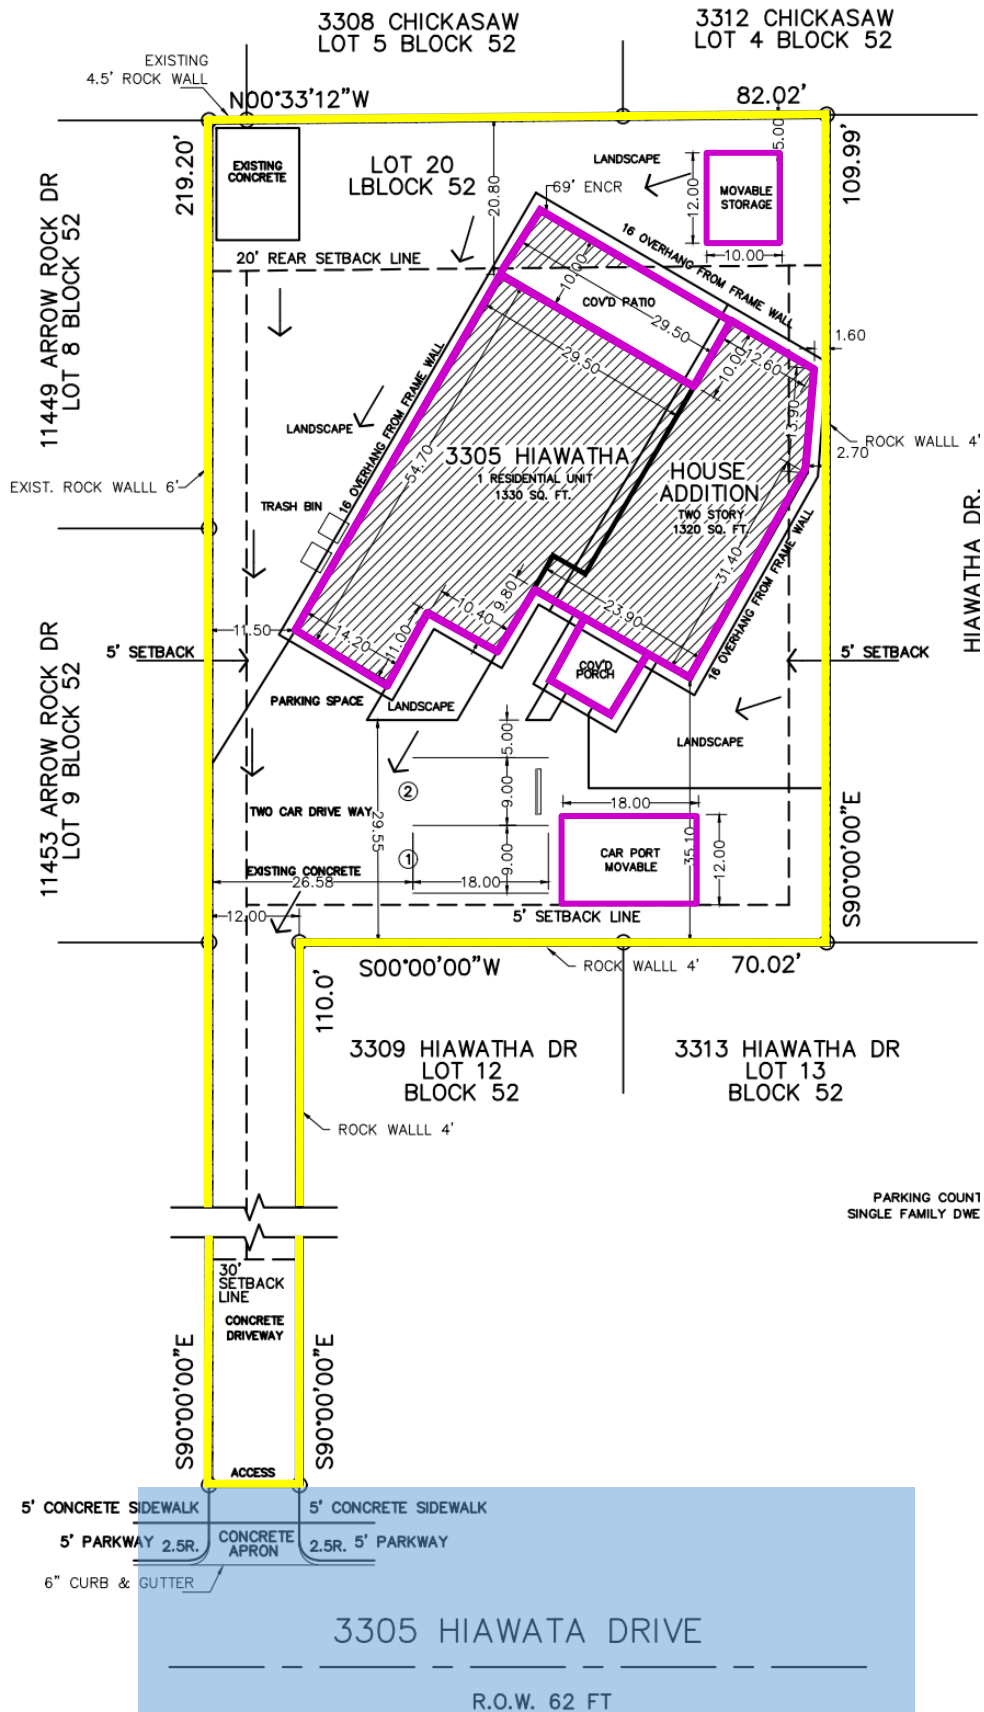 3308 CHICKASAW
LOT 5 BLOCK 52
3312 CHICKASAW
LOT 4 BLOCK 52
EXISTING
4.5' ROCK WALL
N00°33'12"W
82.02'
219.20'
109.99'
EXISTING
CONCRETE
LOT 20
LBLOCK 52
20.80
69' ENCR
LANDSCAPE
5.00
12.00
MOVABLE
STORAGE
10.00
20' REAR SETBACK LINE
16 OVERHANG FROM FRAME WALL
10.00
COV'D PATIO
29.50
29.50
10.00
12.60
1.60
13.90
2.70
ROCK WALLL 4'
11449 ARROW ROCK DR
LOT 8 BLOCK 52
EXIST. ROCK WALLL 6'
LANDSCAPE
16 OVERHANG FROM FRAME WALL
54.70
3305 HIAWATHA
1 RESIDENTIAL UNIT
1330 SQ. FT.
HOUSE
ADDITION
TWO STORY
1320 SQ. FT.
TRASH BIN
31.40
16 OVERHANG FROM FRAME WALL
HIAWATHA DR.
9.80
10.40
23.90
11.00
14.20
11.50
5' SETBACK
5' SETBACK
COV'D
PORCH
PARKING SPACE
LANDSCAPE
LANDSCAPE
11453 ARROW ROCK DR
LOT 9 BLOCK 52
5.00
9.00
9.00
2
1
TWO CAR DRIVE WAY
29.55
18.00
CAR PORT
MOVABLE
35.10
12.00
EXISTING CONCRETE
26.58
18.00
12.00
5' SETBACK LINE
S90°00'00"E
S00°00'00"W
ROCK WALLL 4'
70.02'
110.0'
3309 HIAWATHA DR
LOT 12
BLOCK 52
3313 HIAWATHA DR
LOT 13
BLOCK 52
ROCK WALLL 4'
PARKING COUNT
SINGLE FAMILY DWE
30'
SETBACK
LINE
CONCRETE
DRIVEWAY
S90°00'00"E
S90°00'00"E
ACCESS
5' CONCRETE SIDEWALK
5' CONCRETE SIDEWALK
5' PARKWAY
2.5R.
CONCRETE
APRON
2.5R.
5' PARKWAY
6" CURB & GUTTER
3305 HIAWATA DRIVE
R.O.W. 62 FT